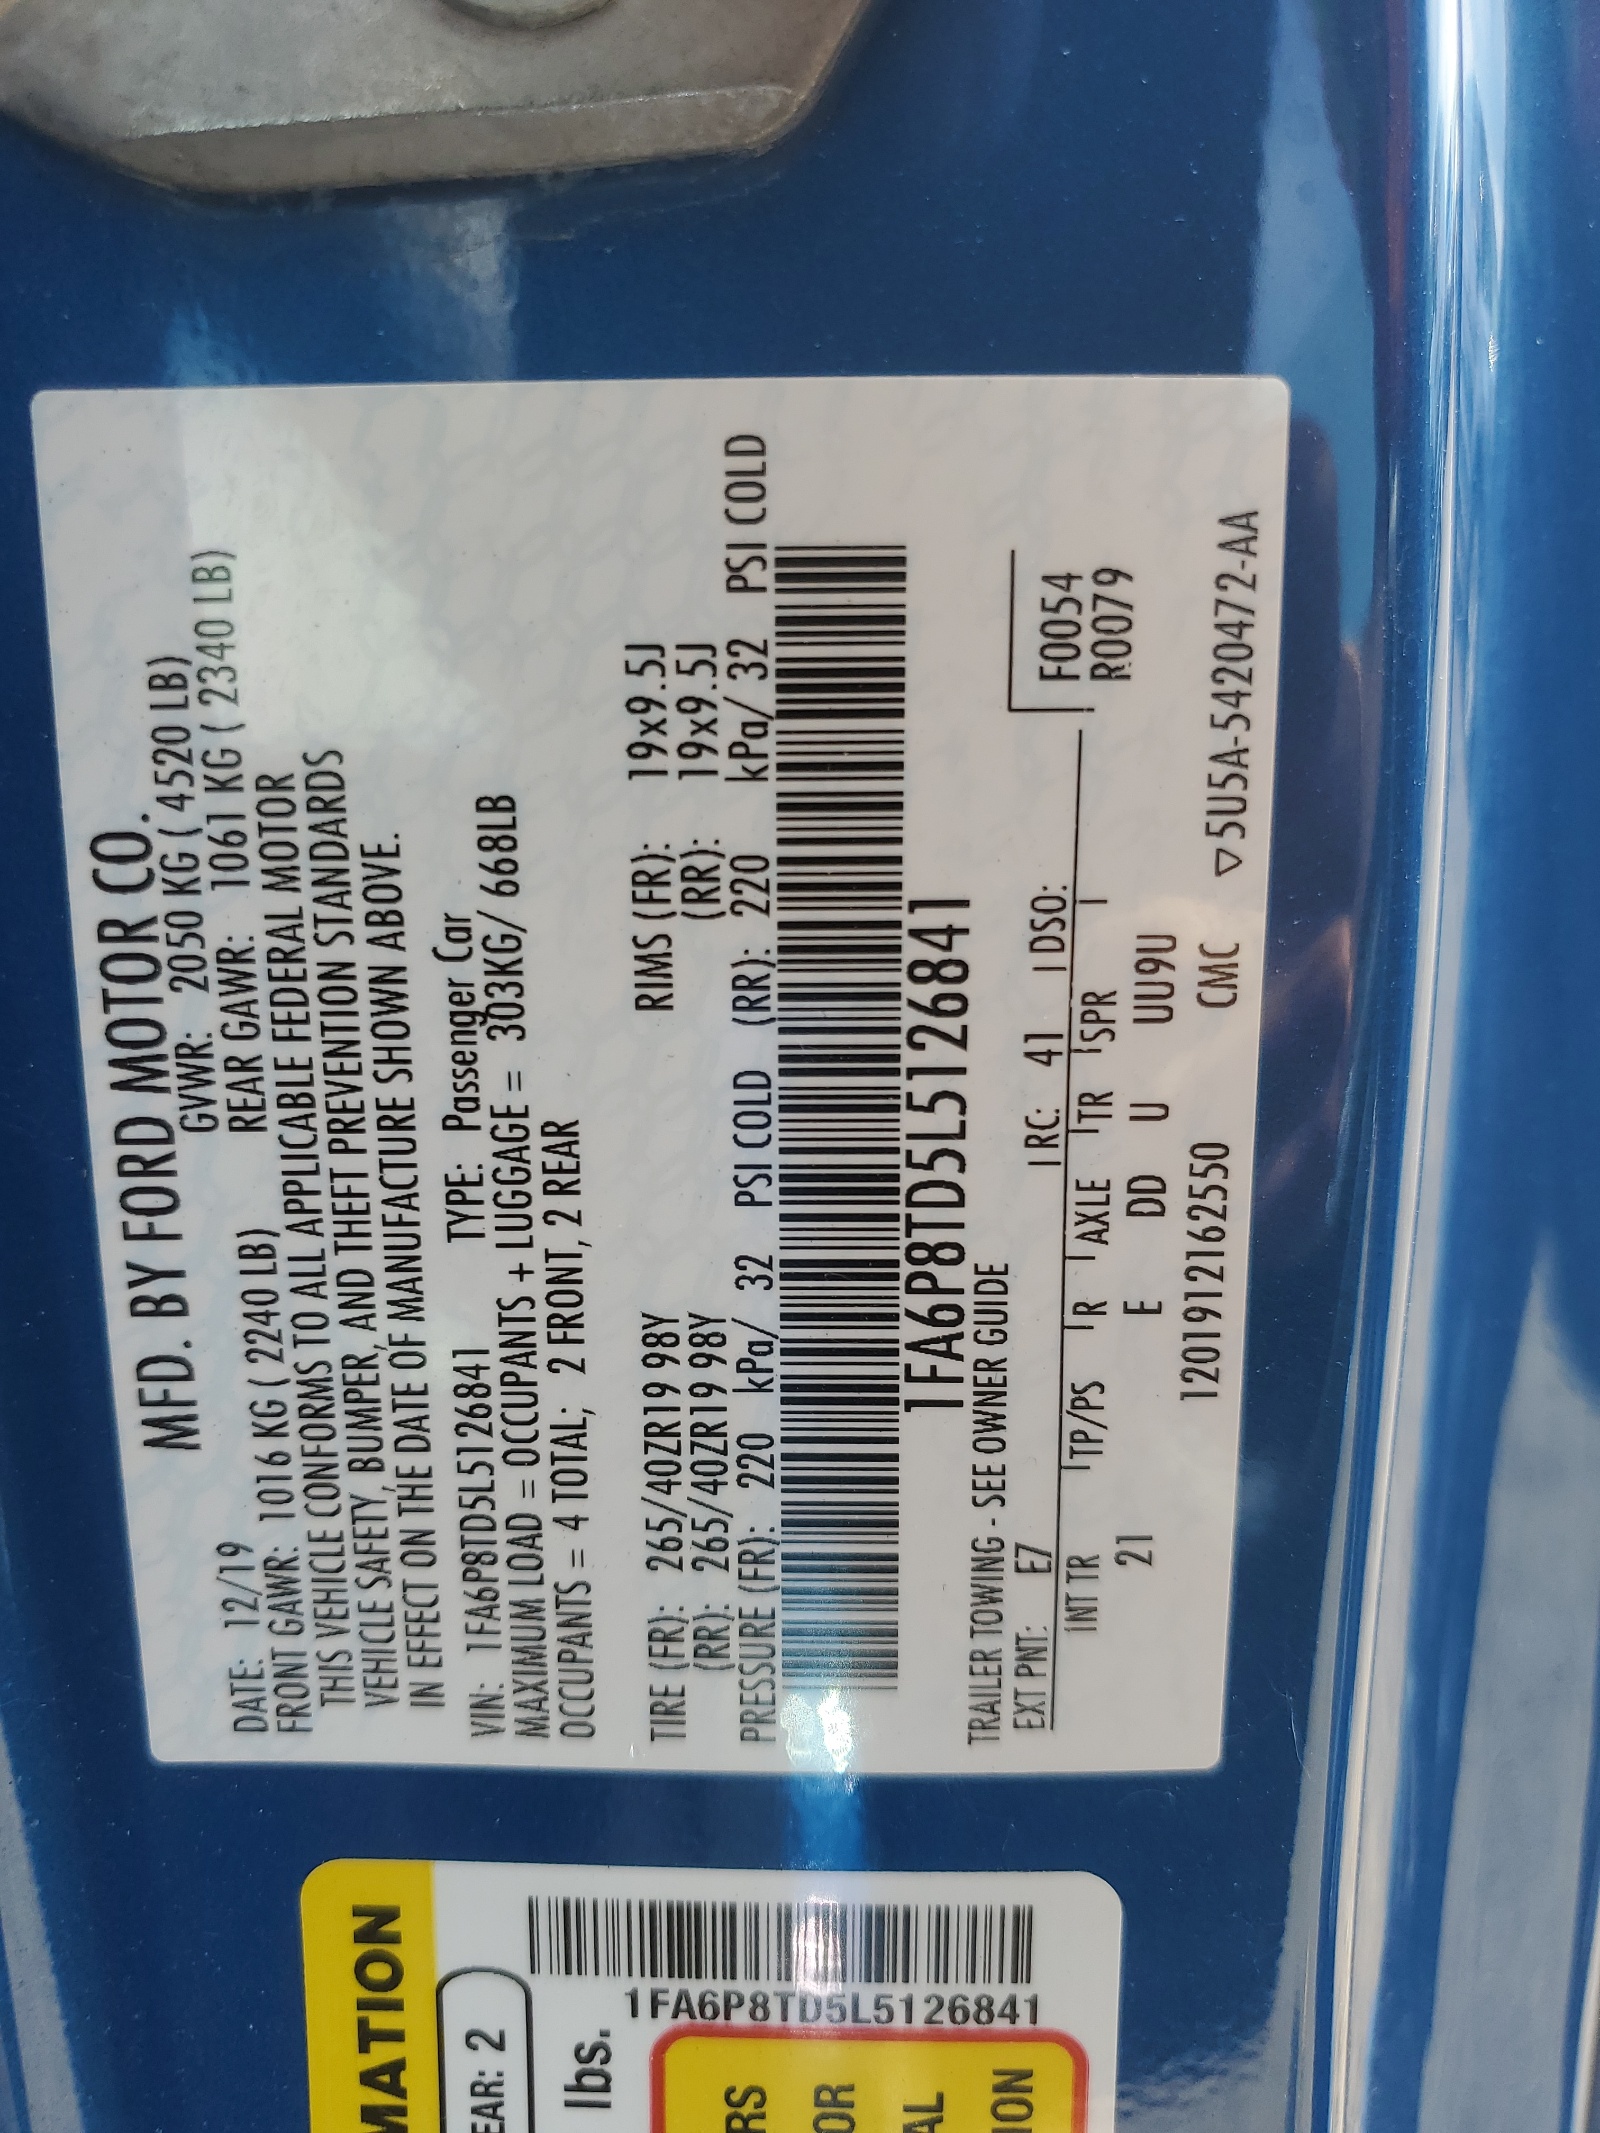 MFD. BY FORD MOTOR CO.
DATE: 12/19 GVWR: 2050 KG ( 4520 LB)
FRONT GAWR: 1016 KG ( 2240 LB) REAR GAWR: 1061 KG ( 2340 LB)
THIS VEHICLE CONFORMS TO ALL APPLICABLE FEDERAL MOTOR
VEHICLE SAFETY, BUMPER, AND THEFT PREVENTION STANDARDS
IN EFFECT ON THE DATE OF MANUFACTURE SHOWN ABOVE.
VIN: 1FA6P8TD5L5126841 TYPE: Passenger Car
MAXIMUM LOAD = OCCUPANTS + LUGGAGE = 303KG/ 668LB
OCCUPANTS = 4 TOTAL; 2 FRONT, 2 REAR
TIRE (FR): 265/40ZR19 98Y RIMS (FR): 19x9.5J
(RR): 265/40ZR19 98Y (RR): 19x9.5J
PRESSURE (FR): 220 kPa/ 32 PSI COLD (RR): 220 kPa/ 32 PSI COLD
1FA6P8TD5L5126841
TRAILER TOWING - SEE OWNER GUIDE
EXT PNT: E7 RC: 41 DSO:
F0054
R0079
INT TR TP/PS R AXLE TR SPR
21 E DD U UU9U
1201912162550 CMC ▽5U5A-5420472-AA
MATION
EAR: 2
lbs.
1FA6P8TD5L5126841
RS
OR
AL
ION